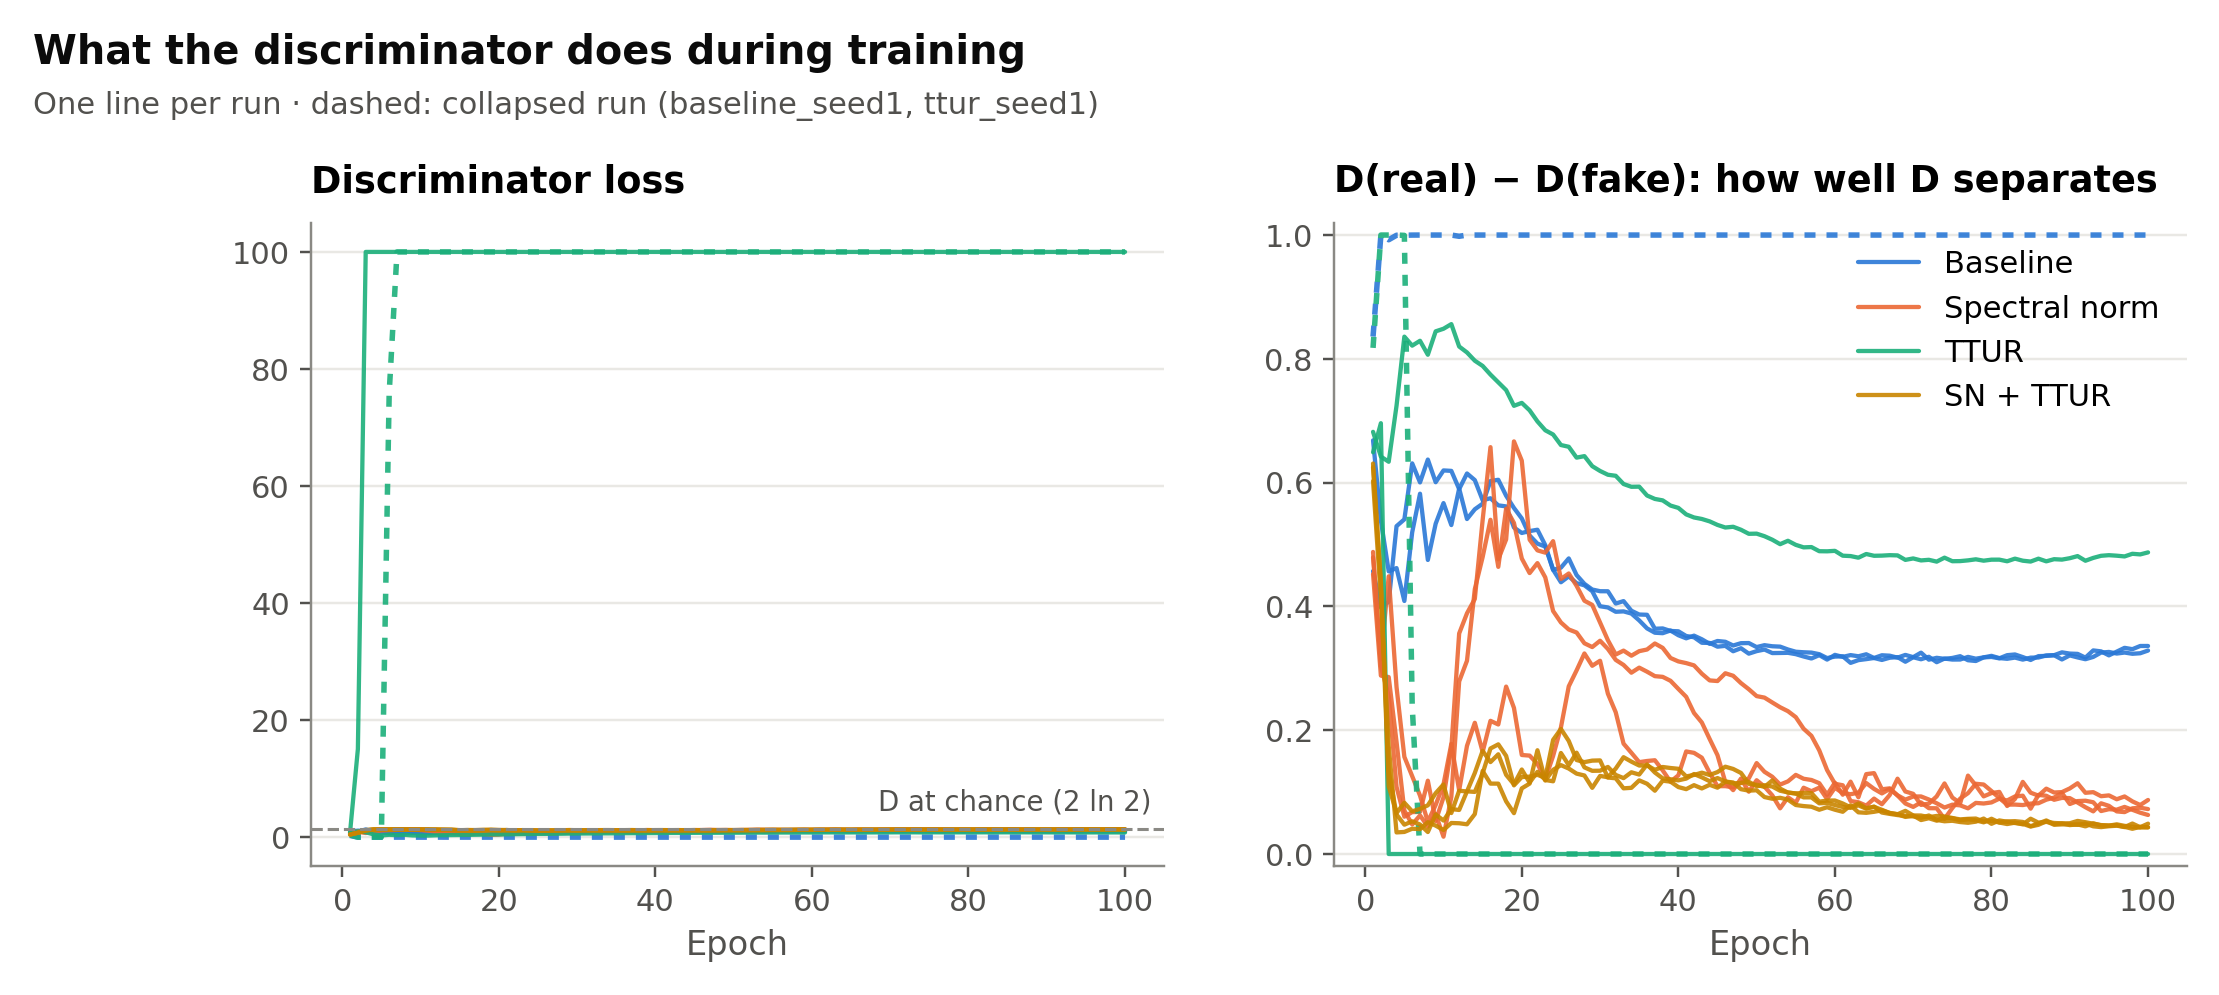 What the discriminator does during training
One line per run · dashed: collapsed run (baseline_seed1, ttur_seed1)
Discriminator loss
100
80
60
40
20
0
D at chance (2 ln 2)
0 20 40 60 80 100
Epoch
D(real) − D(fake): how well D separates
1.0
0.8
0.6
0.4
0.2
0.0
Baseline
Spectral norm
TTUR
SN + TTUR
0 20 40 60 80 100
Epoch